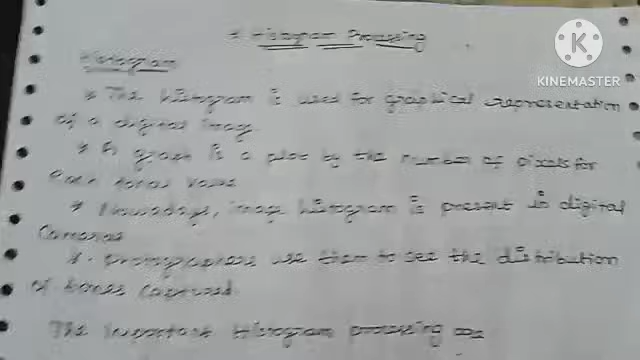 * Histogram Processing
KINEMASTER
Histogram
* The histogram is used for graphical representation
of a digital image.
* A graph is a plot by the number of pixels for
Each tonal value
* Nowadays, image histogram is present in digital
Cameras
* Photographers use them to see the distribution
of tones captured.
The important Histogram processing are